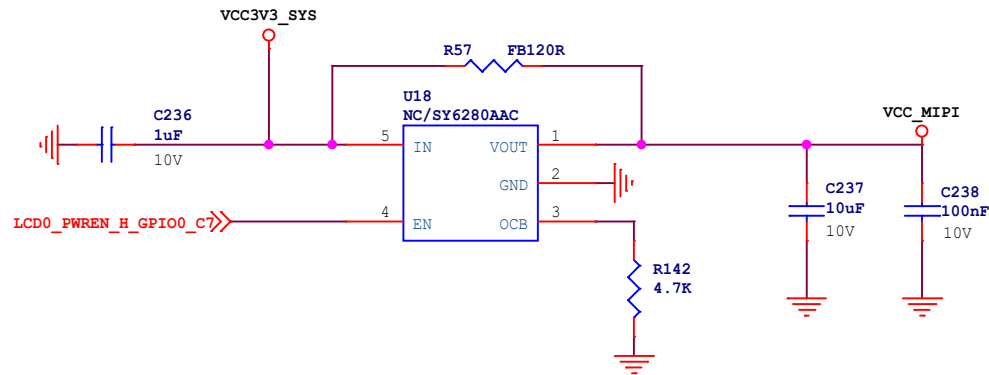 VCC3V3_SYS
R57 FB120R
U18
NC/SY6280AAC
C236
1uF
10V
VCC_MIPI
5 IN VOUT 1
GND 2
LCD0_PWREN_H_GPIO0_C7 4 EN OCB 3
C237
10uF
10V
C238
100nF
10V
R142
4.7K